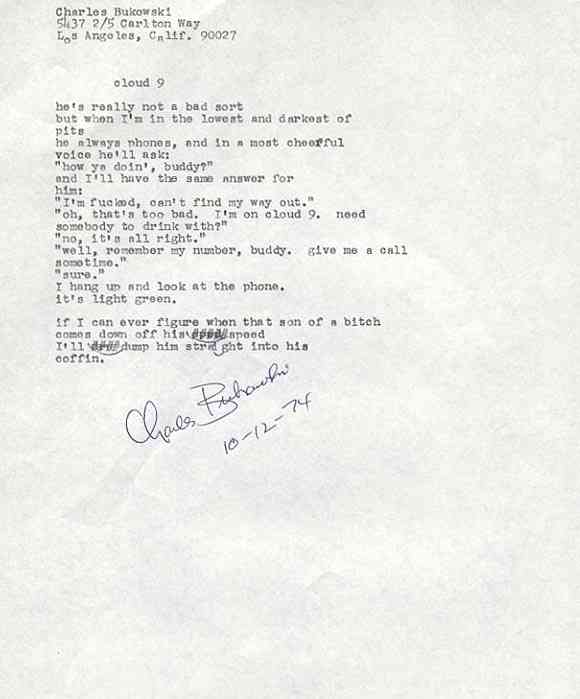 Charles Bukowski
5437 2/5 Carlton Way
Los Angeles, Calif. 90027
cloud 9
he's really not a bad sort
but when I'm in the lowest and darkest of
pits
he always phones, and in a most cheerful
voice he'll ask:
"how ya doin', buddy?"
and I'll have the same answer for
him:
"I'm fucked, can't find my way out."
"oh, that's too bad. I'm on cloud 9. need
somebody to drink with?"
"no, it's all right."
"well, remember my number, buddy. give me a call
sometime."
"sure."
I hang up and look at the phone.
it's light green.
if I can ever figure when that son of a bitch
comes down off his speed
I'll dump him straight into his
coffin.
Charles Bukowski
10-12-74